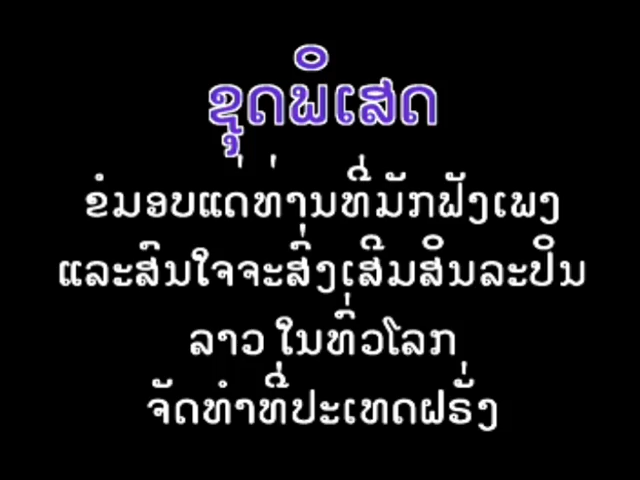 ຊຸດພິເສດ
ຂໍມອບແດ່ທ່ານທີ່ມັກຟັງເພງ
ແລະສົນໃຈຈະສົ່ງເສີມສິນລະປິນ
ລາວ ໃນທົ່ວໂລກ
ຈັດທຳທີ່ປະເທດຝຣັ່ງ